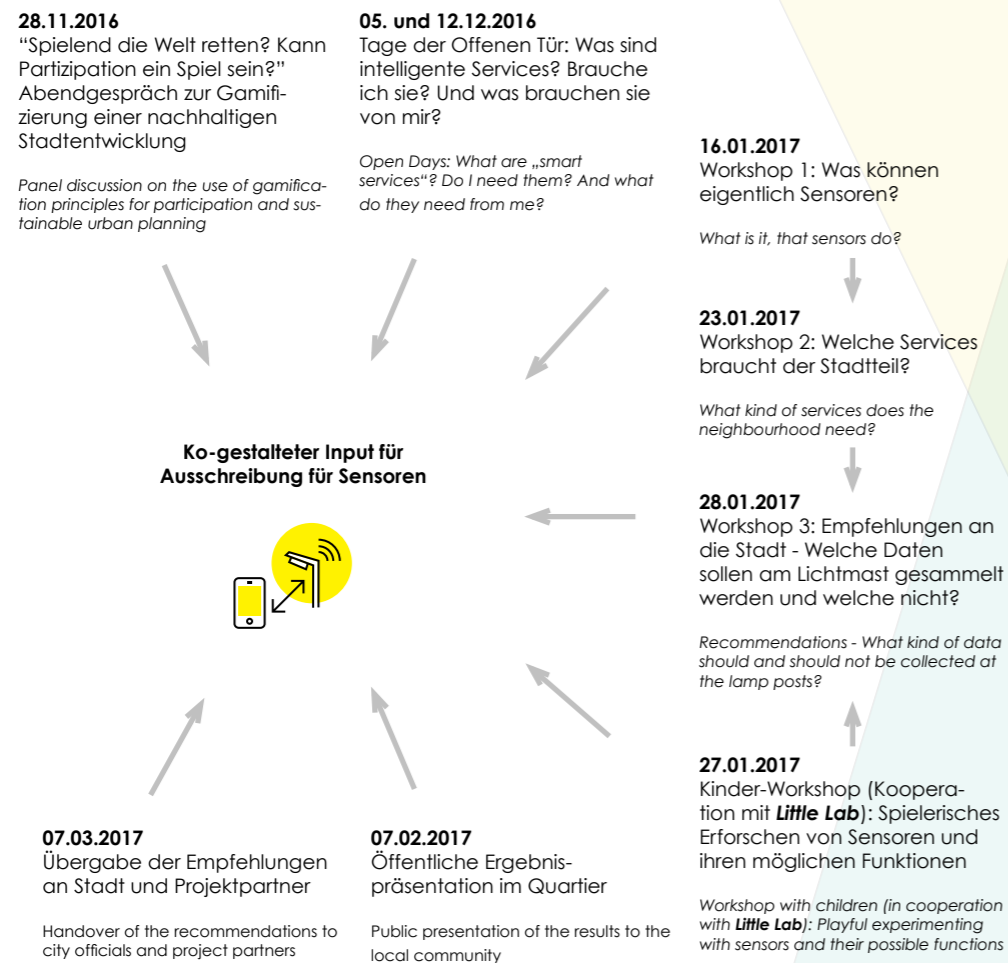 28.11.2016
“Spielend die Welt retten? Kann
Partizipation ein Spiel sein?”
Abendgespräch zur Gamifi-
zierung einer nachhaltigen
Stadtentwicklung
Panel discussion on the use of gamifica-
tion principles for participation and sus-
tainable urban planning
05. und 12.12.2016
Tage der Offenen Tür: Was sind
intelligente Services? Brauche
ich sie? Und was brauchen sie
von mir?
Open Days: What are „smart
services“? Do I need them? And what
do they need from me?
16.01.2017
Workshop 1: Was können
eigentlich Sensoren?
What is it, that sensors do?
23.01.2017
Workshop 2: Welche Services
braucht der Stadtteil?
What kind of services does the
neighbourhood need?
Ko-gestalteter Input für
Ausschreibung für Sensoren
28.01.2017
Workshop 3: Empfehlungen an
die Stadt - Welche Daten
sollen am Lichtmast gesammelt
werden und welche nicht?
Recommendations - What kind of data
should and should not be collected at
the lamp posts?
27.01.2017
Kinder-Workshop (Koopera-
tion mit Little Lab): Spielerisches
Erforschen von Sensoren und
ihren möglichen Funktionen
Workshop with children (in cooperation
with Little Lab): Playful experimenting
with sensors and their possible functions
07.02.2017
Öffentliche Ergebnis-
präsentation im Quartier
Public presentation of the results to the
local community
07.03.2017
Übergabe der Empfehlungen
an Stadt und Projektpartner
Handover of the recommendations to
city officials and project partners